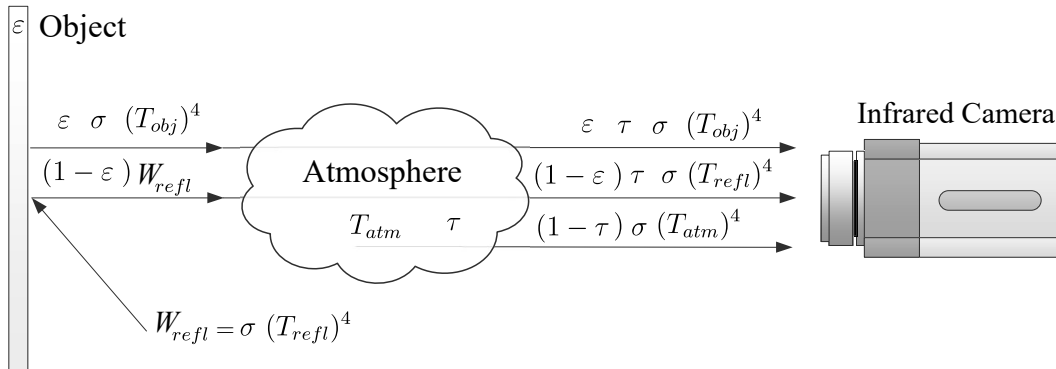 ε Object
Infrared Camera
ε σ (T_obj)^4
ε τ σ (T_obj)^4
(1 − ε) W_refl
Atmosphere
(1 − ε) τ σ (T_refl)^4
T_atm τ
(1 − τ) σ (T_atm)^4
W_refl = σ (T_refl)^4